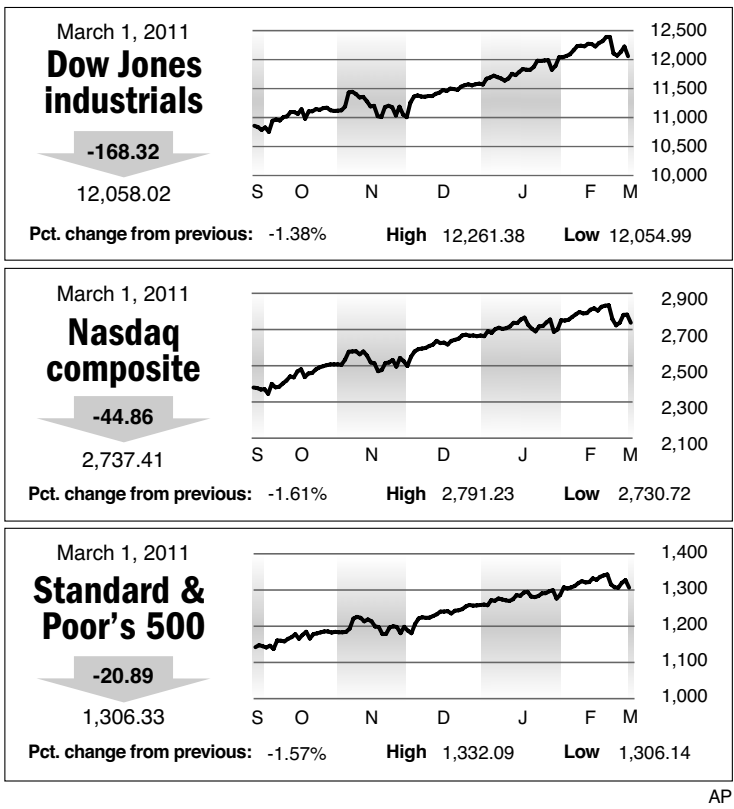 March 1, 2011
Dow Jones
industrials
-168.32
12,058.02
12,500
12,000
11,500
11,000
10,500
10,000
S O N D J F M
Pct. change from previous: -1.38% High 12,261.38 Low 12,054.99
March 1, 2011
Nasdaq
composite
-44.86
2,737.41
2,900
2,700
2,500
2,300
2,100
S O N D J F M
Pct. change from previous: -1.61% High 2,791.23 Low 2,730.72
March 1, 2011
Standard &
Poor's 500
-20.89
1,306.33
1,400
1,300
1,200
1,100
1,000
S O N D J F M
Pct. change from previous: -1.57% High 1,332.09 Low 1,306.14
AP